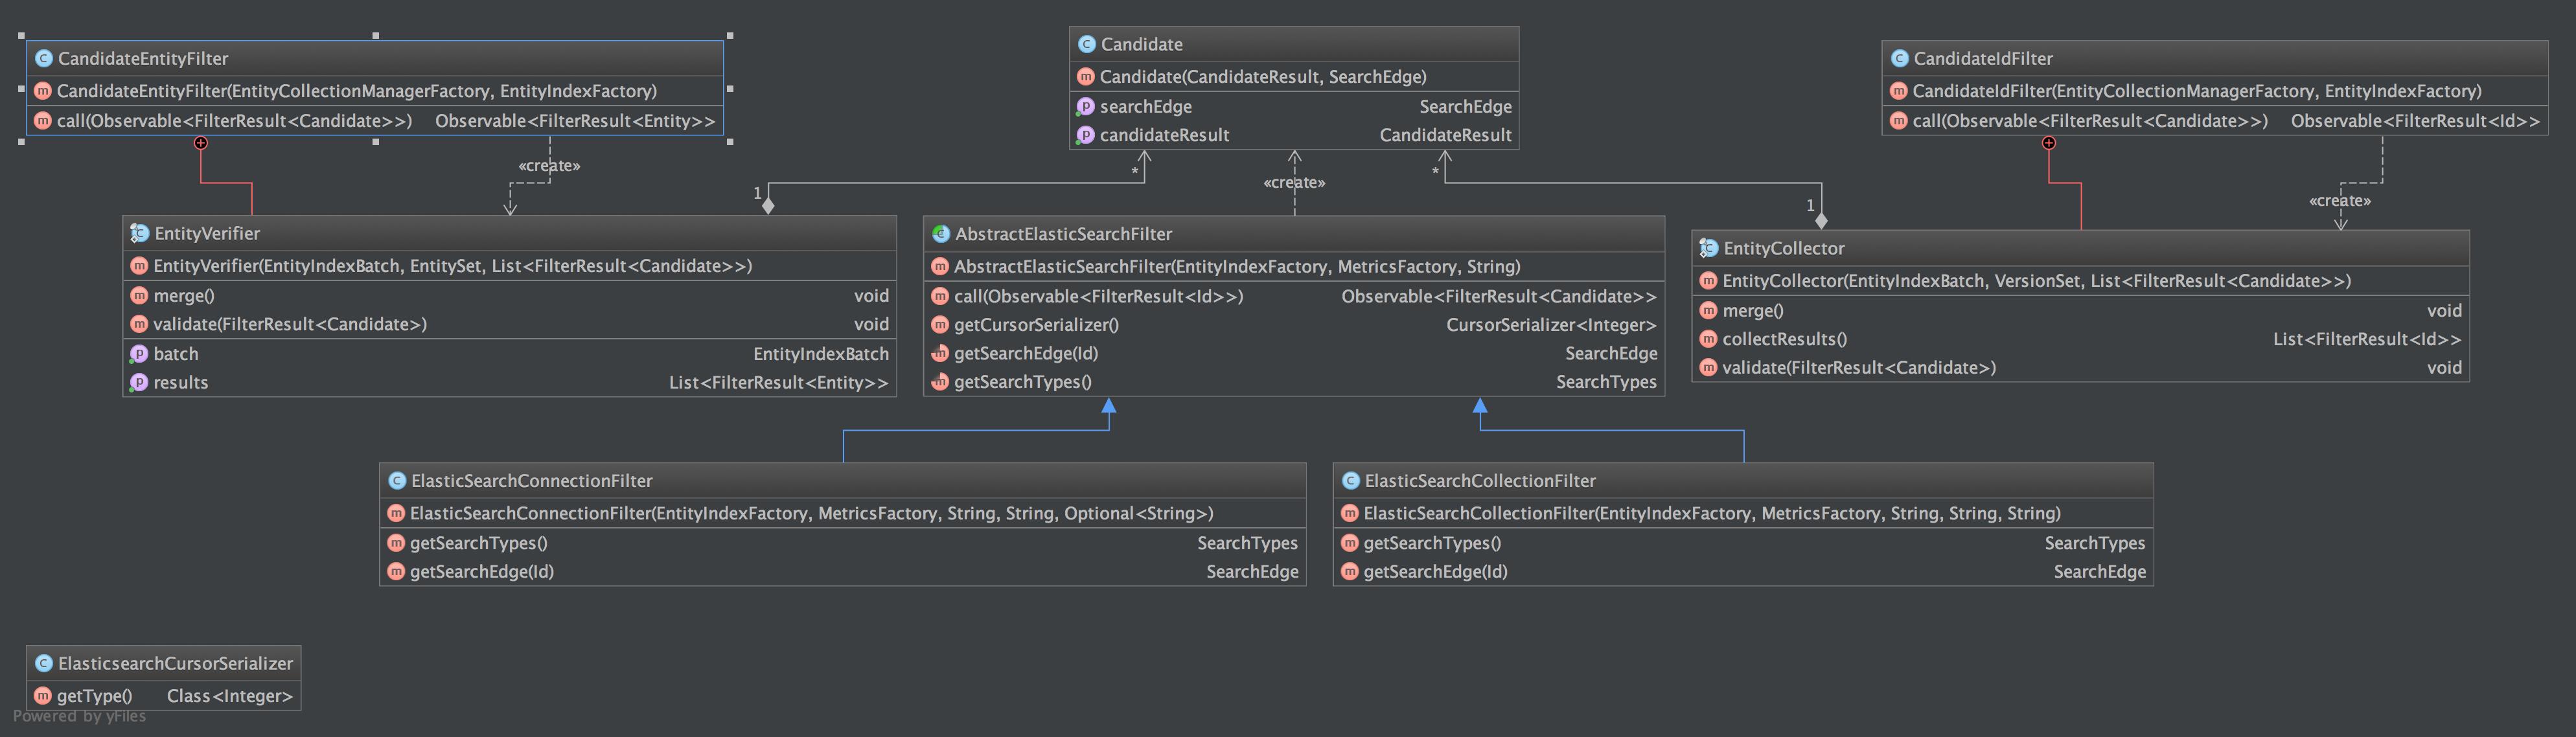 CandidateEntityFilter
CandidateEntityFilter(EntityCollectionManagerFactory, EntityIndexFactory)
call(Observable<FilterResult<Candidate>>) Observable<FilterResult<Entity>>
Candidate
Candidate(CandidateResult, SearchEdge)
searchEdge SearchEdge
candidateResult CandidateResult
CandidateIdFilter
CandidateIdFilter(EntityCollectionManagerFactory, EntityIndexFactory)
call(Observable<FilterResult<Candidate>>) Observable<FilterResult<Id>>
«create»
1
*
«create»
*
1
«create»
EntityVerifier
EntityVerifier(EntityIndexBatch, EntitySet, List<FilterResult<Candidate>>)
merge() void
validate(FilterResult<Candidate>) void
batch EntityIndexBatch
results List<FilterResult<Entity>>
AbstractElasticSearchFilter
AbstractElasticSearchFilter(EntityIndexFactory, MetricsFactory, String)
call(Observable<FilterResult<Id>>) Observable<FilterResult<Candidate>>
getCursorSerializer() CursorSerializer<Integer>
getSearchEdge(Id) SearchEdge
getSearchTypes() SearchTypes
EntityCollector
EntityCollector(EntityIndexBatch, VersionSet, List<FilterResult<Candidate>>)
merge() void
collectResults() List<FilterResult<Id>>
validate(FilterResult<Candidate>) void
ElasticSearchConnectionFilter
ElasticSearchConnectionFilter(EntityIndexFactory, MetricsFactory, String, String, Optional<String>)
getSearchTypes() SearchTypes
getSearchEdge(Id) SearchEdge
ElasticSearchCollectionFilter
ElasticSearchCollectionFilter(EntityIndexFactory, MetricsFactory, String, String, String)
getSearchTypes() SearchTypes
getSearchEdge(Id) SearchEdge
ElasticsearchCursorSerializer
getType() Class<Integer>
Powered by yFiles